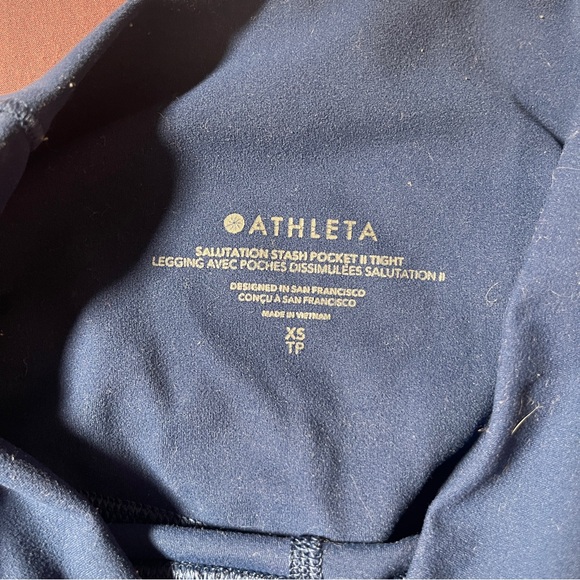 ATHLETA
SALUTATION STASH POCKET II TIGHT
LEGGING AVEC POCHES DISSIMULÉES SALUTATION II
DESIGNED IN SAN FRANCISCO
CONÇU À SAN FRANCISCO
MADE IN VIETNAM
XS
TP